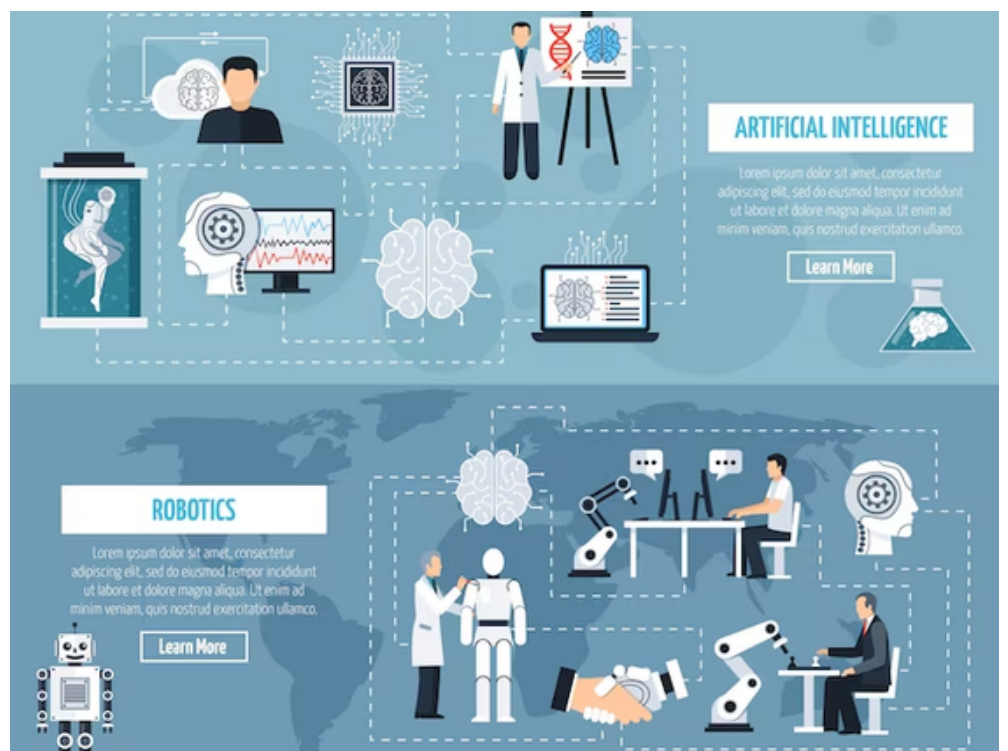 ARTIFICIAL INTELLIGENCE
Lorem ipsum dolor sit amet, consectetur
adipiscing elit, sed do eiusmod tempor incididunt
ut labore et dolore magna aliqua. Ut enim ad
minim veniam, quis nostrud exercitation ullamco.
Learn More
ROBOTICS
Lorem ipsum dolor sit amet, consectetur
adipiscing elit, sed do eiusmod tempor incididunt
ut labore et dolore magna aliqua. Ut enim ad
minim veniam, quis nostrud exercitation ullamco.
Learn More